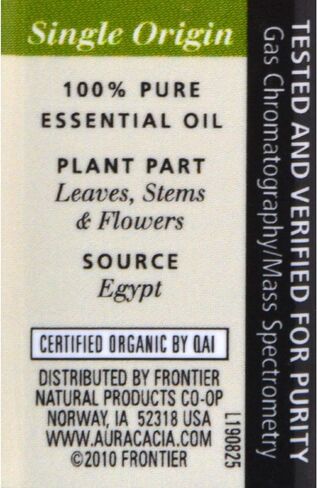 Single Origin
100% PURE
ESSENTIAL OIL
PLANT PART
Leaves, Stems
& Flowers
SOURCE
Egypt
CERTIFIED ORGANIC BY QAI
DISTRIBUTED BY FRONTIER
NATURAL PRODUCTS CO-OP
NORWAY, IA 52318 USA
WWW.AURACACIA.COM
©2010 FRONTIER
L190825
TESTED AND VERIFIED FOR PURITY
Gas Chromatography/Mass Spectrometry